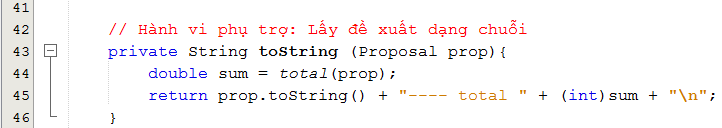 41
42 // Hành vi phụ trợ: Lấy đề xuất dạng chuỗi
43 private String toString (Proposal prop){
44 double sum = total(prop);
45 return prop.toString() + "---- total " + (int)sum + "\n";
46 }